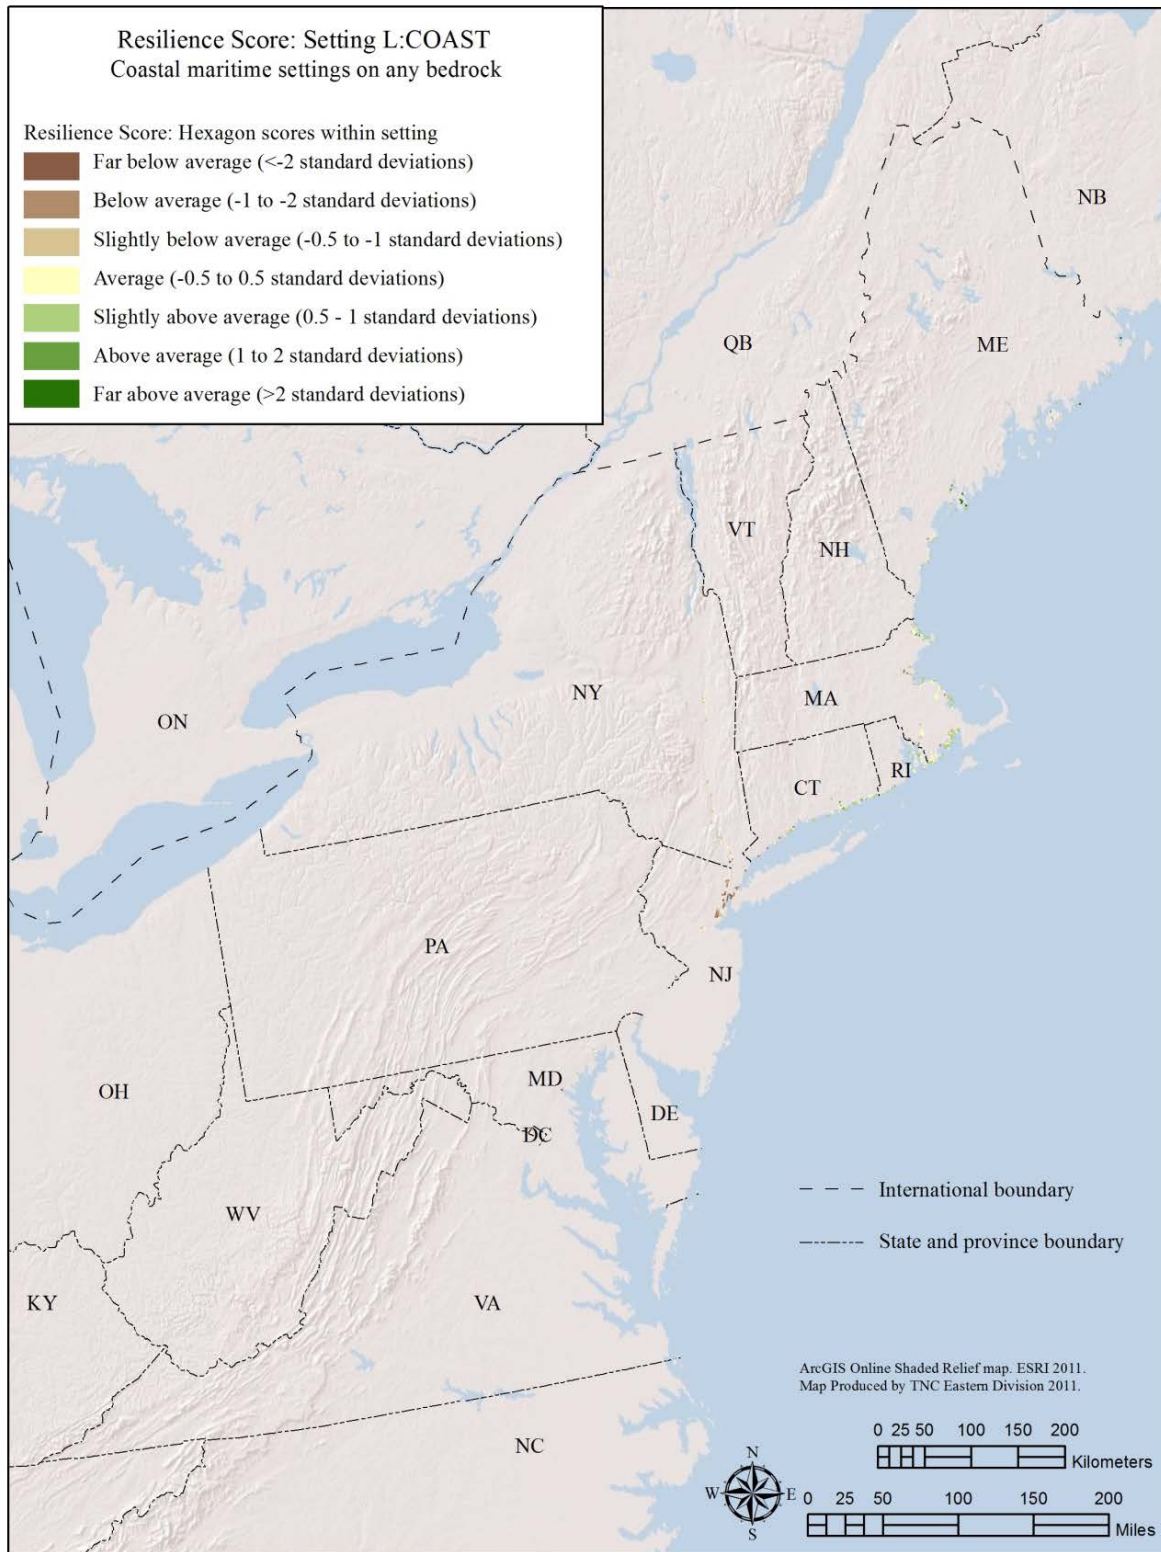 Resilience Score: Setting L:COAST
Coastal maritime settings on any bedrock
Resilience Score: Hexagon scores within setting
Far below average (<-2 standard deviations)
Below average (-1 to -2 standard deviations)
Slightly below average (-0.5 to -1 standard deviations)
Average (-0.5 to 0.5 standard deviations)
Slightly above average (0.5 - 1 standard deviations)
Above average (1 to 2 standard deviations)
Far above average (>2 standard deviations)
NB
QB
ME
VT
NH
NY
MA
ON
RI
CT
PA
NJ
MD
OH
DE
DC
WV
KY
VA
NC
International boundary
State and province boundary
ArcGIS Online Shaded Relief map. ESRI 2011.
Map Produced by TNC Eastern Division 2011.
0 25 50 100 150 200
Kilometers
N
W E
S
0 25 50 100 150 200
Miles